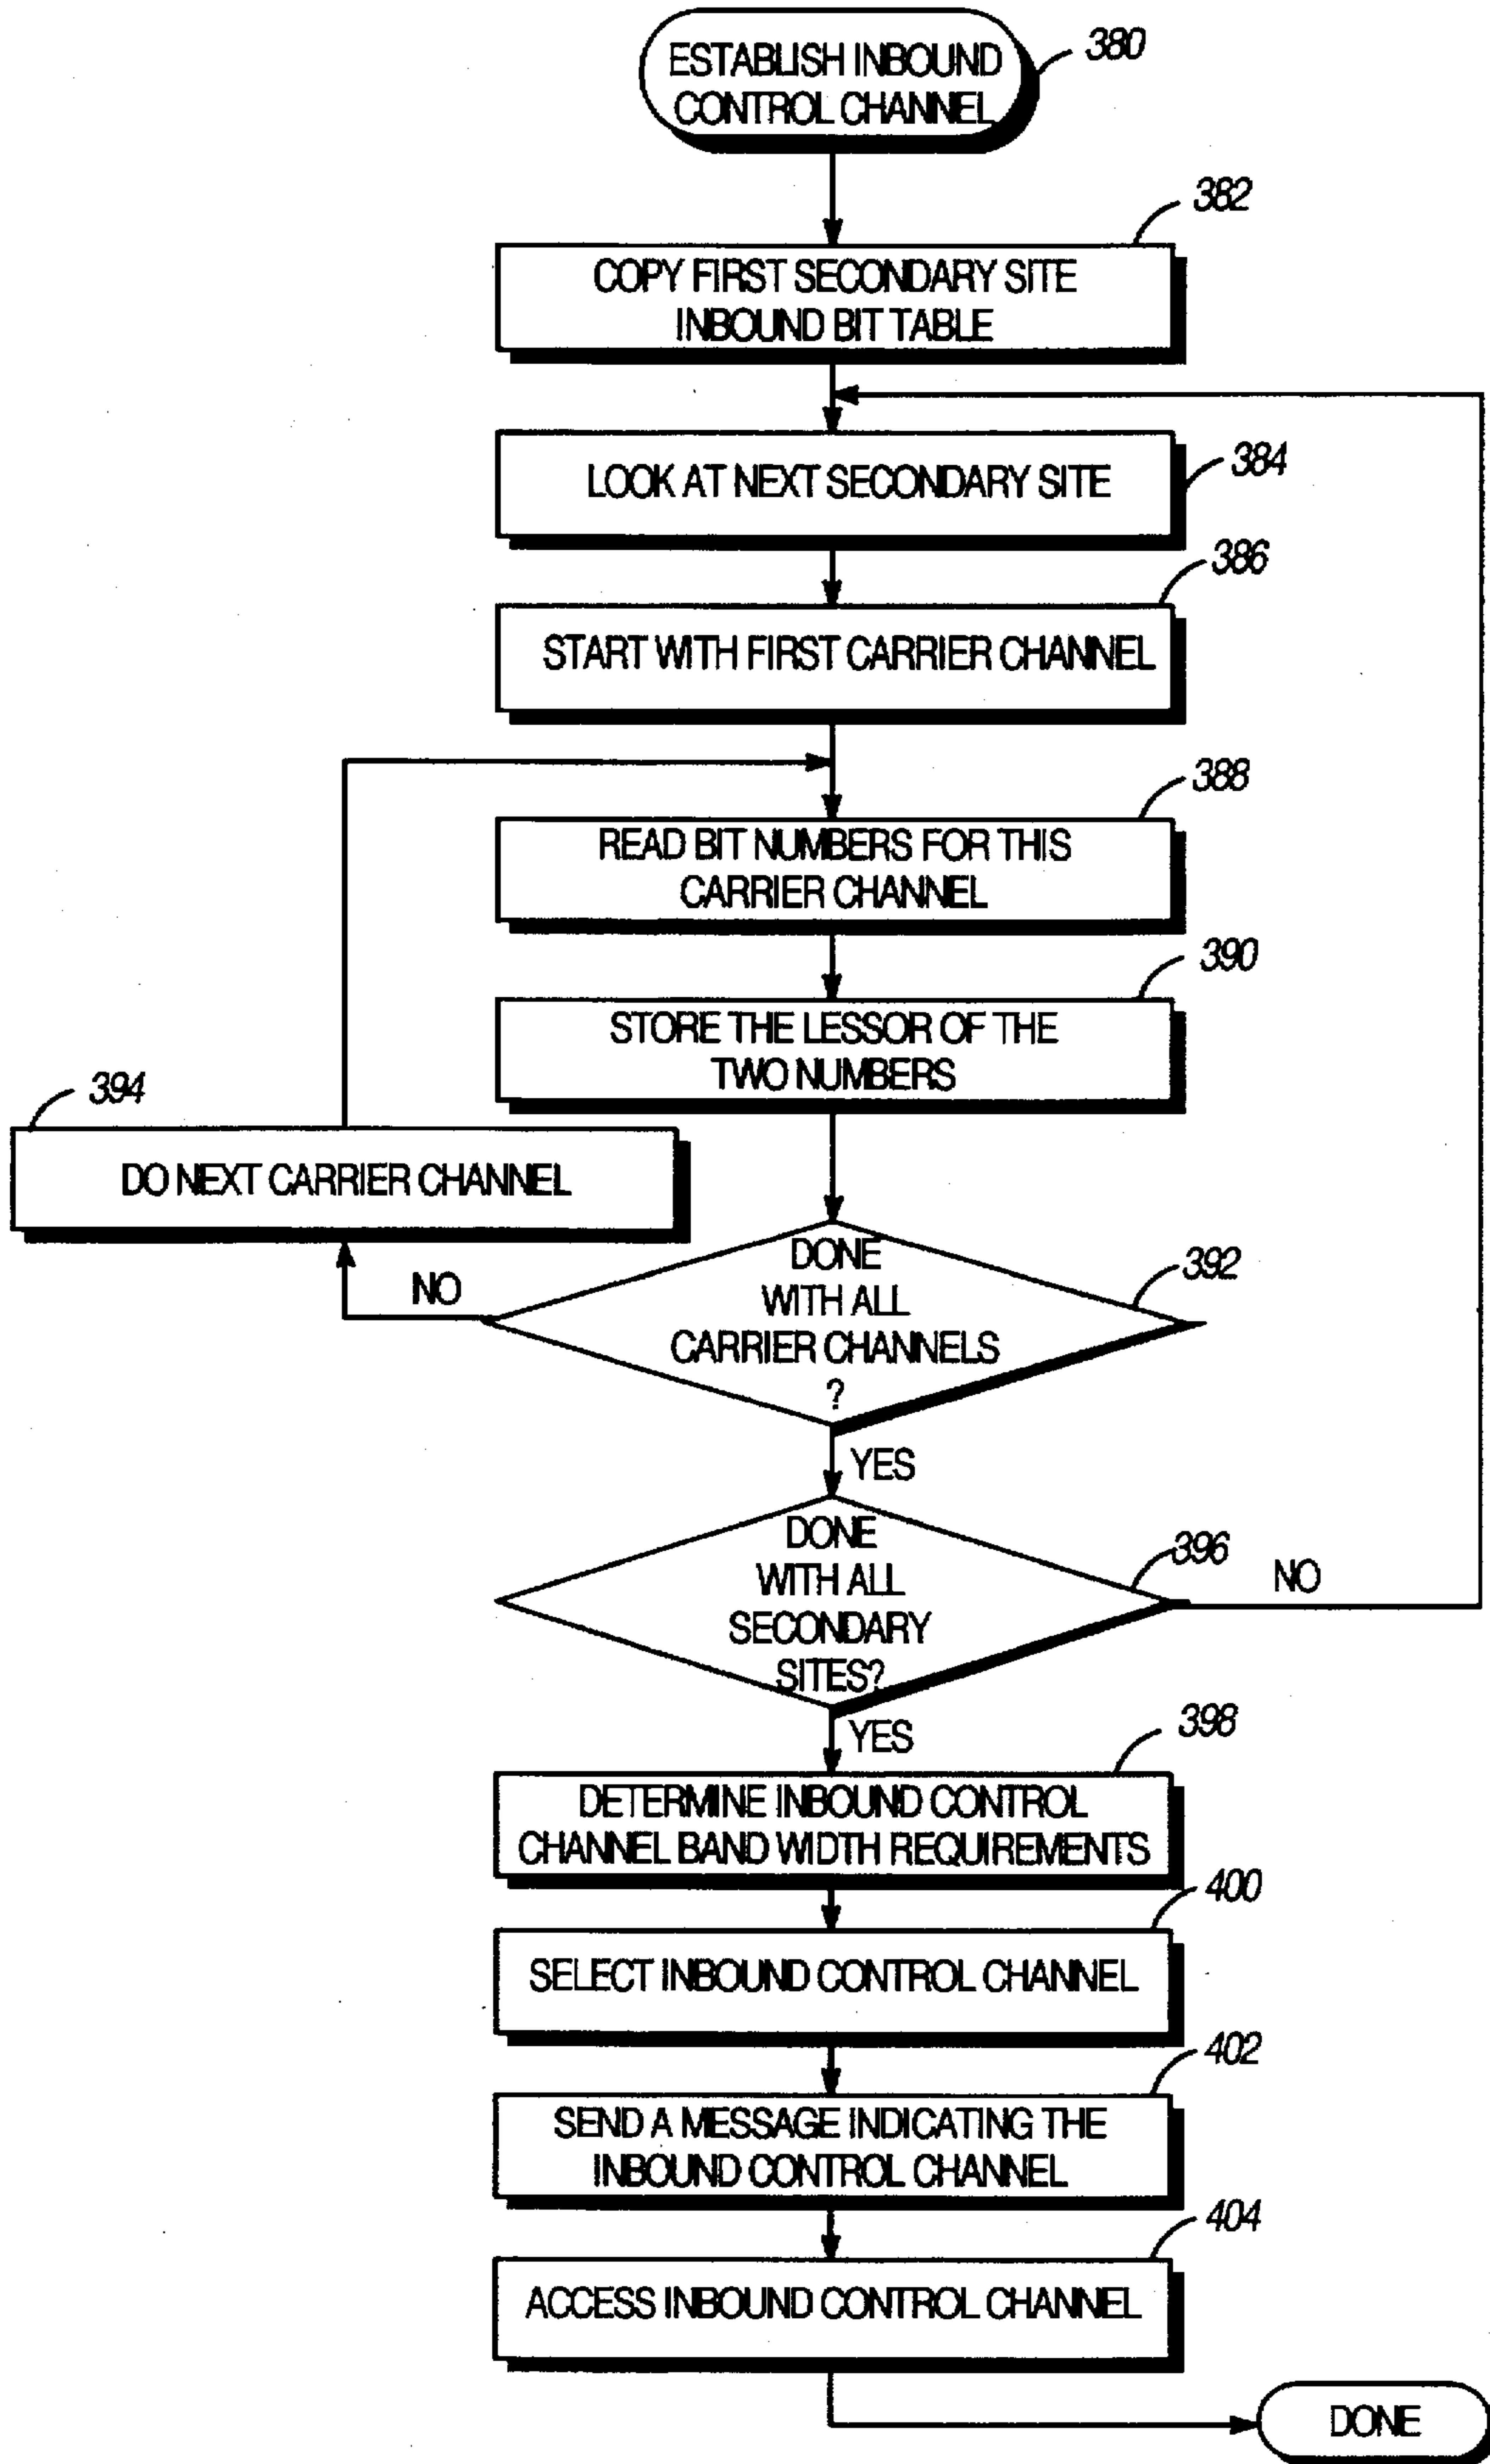 ESTABLISH INBOUND
CONTROL CHANNEL
380
382
COPY FIRST SECONDARY SITE
INBOUND BIT TABLE
LOOK AT NEXT SECONDARY SITE
384
386
START WITH FIRST CARRIER CHANNEL
388
READ BIT NUMBERS FOR THIS
CARRIER CHANNEL
390
STORE THE LESSOR OF THE
TWO NUMBERS
394
DO NEXT CARRIER CHANNEL
DONE
WITH ALL
CARRIER CHANNELS
?
392
NO
YES
DONE
WITH ALL
SECONDARY
SITES?
396
NO
YES
398
DETERMINE INBOUND CONTROL
CHANNEL BAND WIDTH REQUIREMENTS
400
SELECT INBOUND CONTROL CHANNEL
402
SEND A MESSAGE INDICATING THE
INBOUND CONTROL CHANNEL
404
ACCESS INBOUND CONTROL CHANNEL
DONE